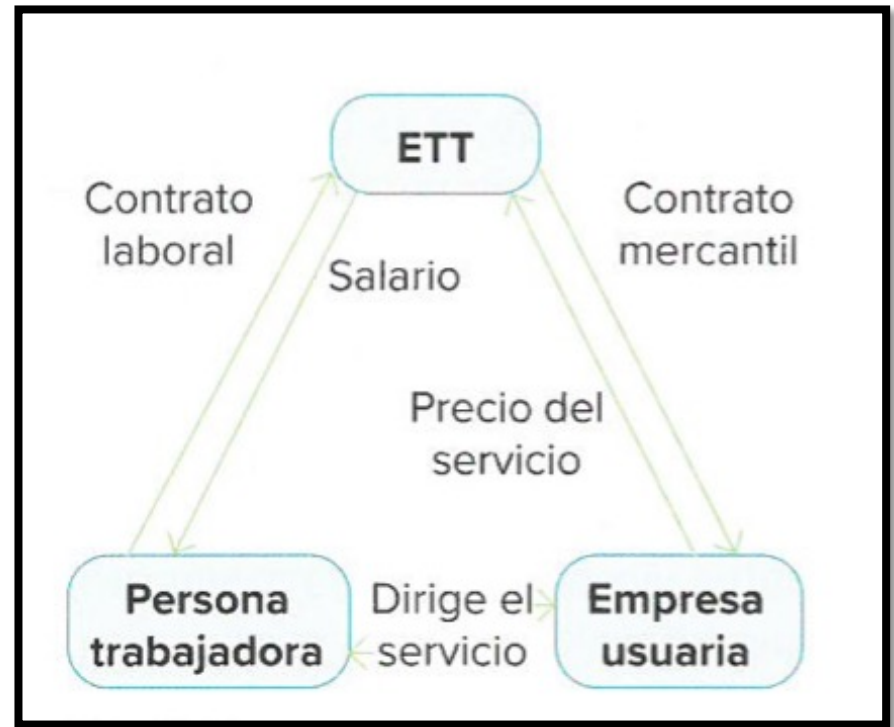 ETT
Contrato
laboral
Contrato
mercantil
Salario
Precio del
servicio
Persona
trabajadora
Dirige el
servicio
Empresa
usuaria